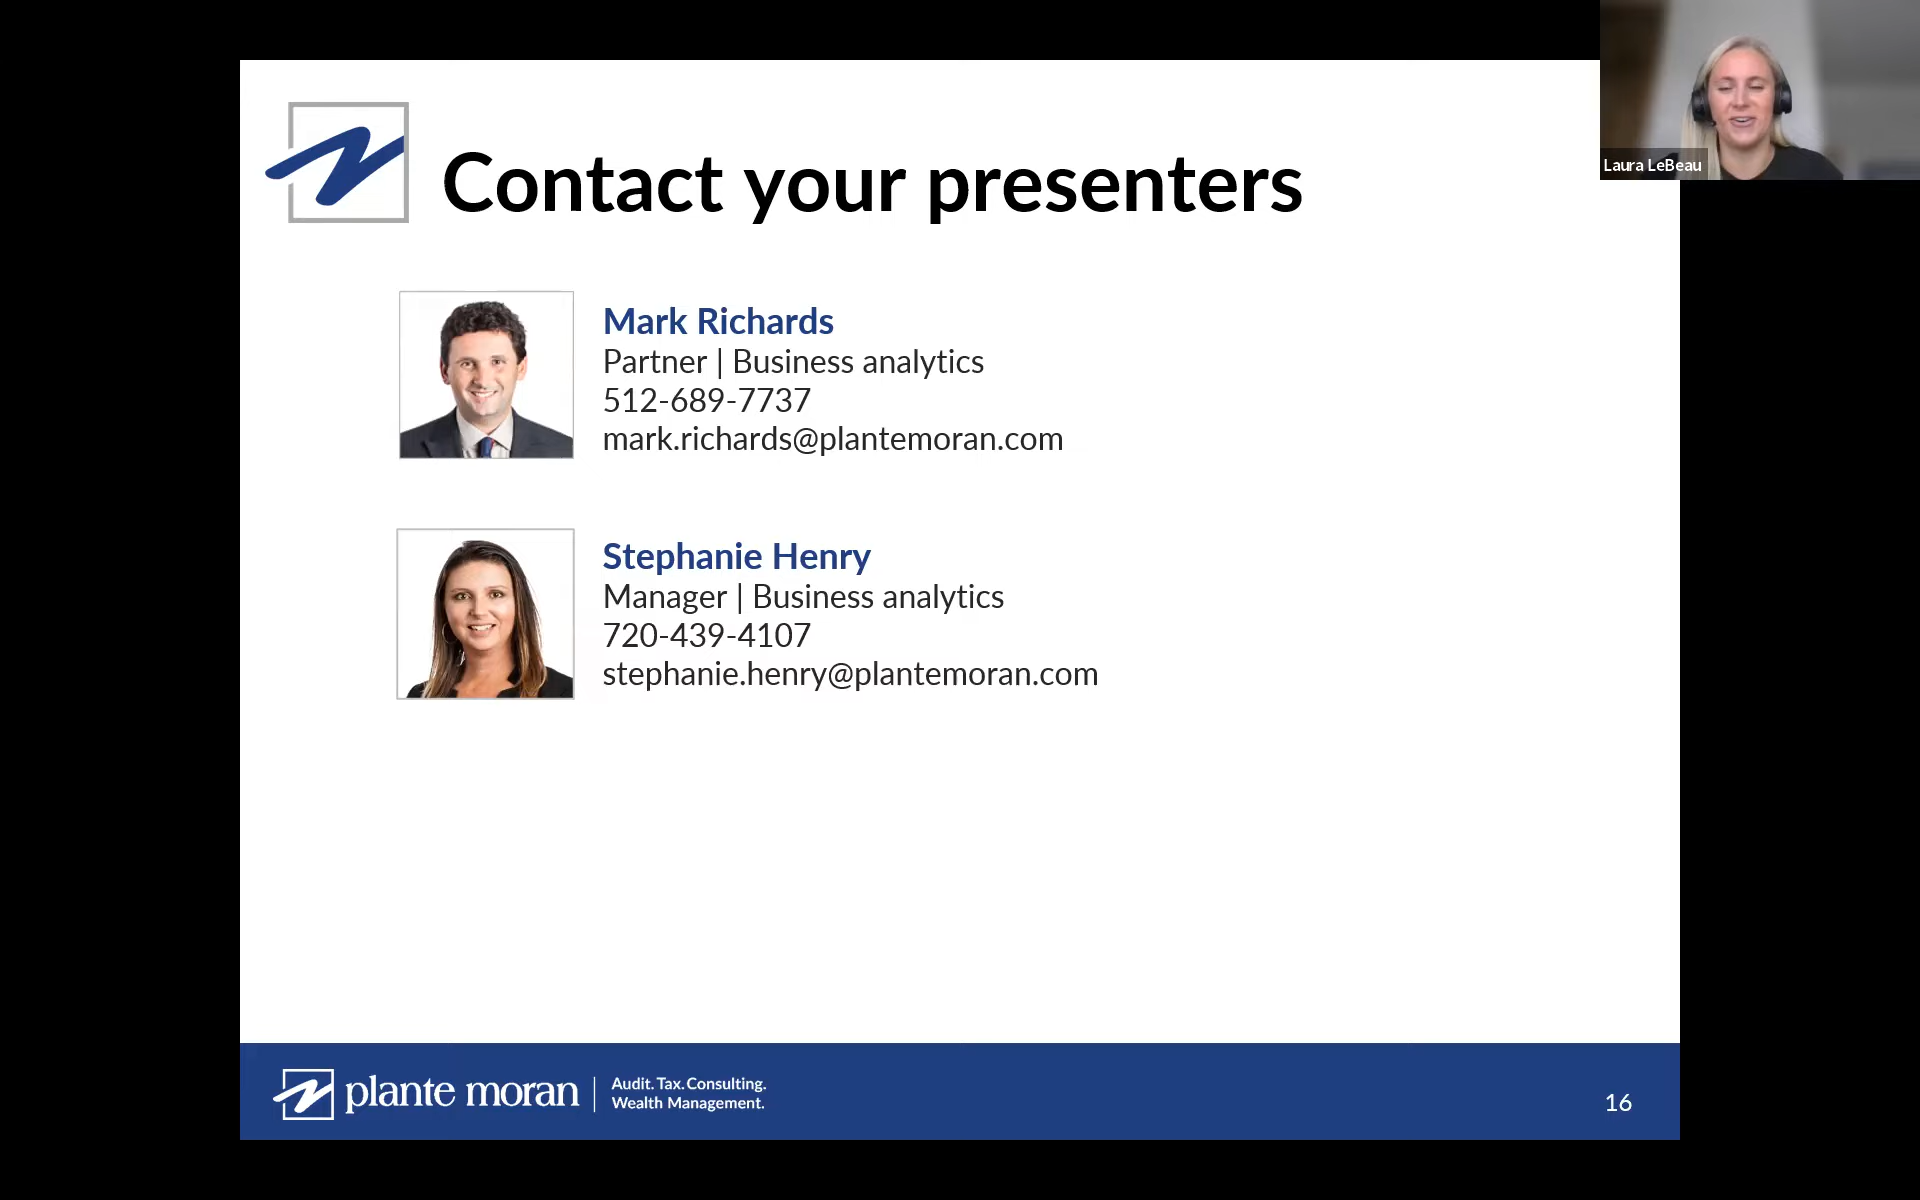 Contact your presenters
Laura LeBeau
Mark Richards
Partner | Business analytics
512-689-7737
mark.richards@plantemoran.com
Stephanie Henry
Manager | Business analytics
720-439-4107
stephanie.henry@plantemoran.com
plante moran
Audit. Tax. Consulting.
Wealth Management.
16